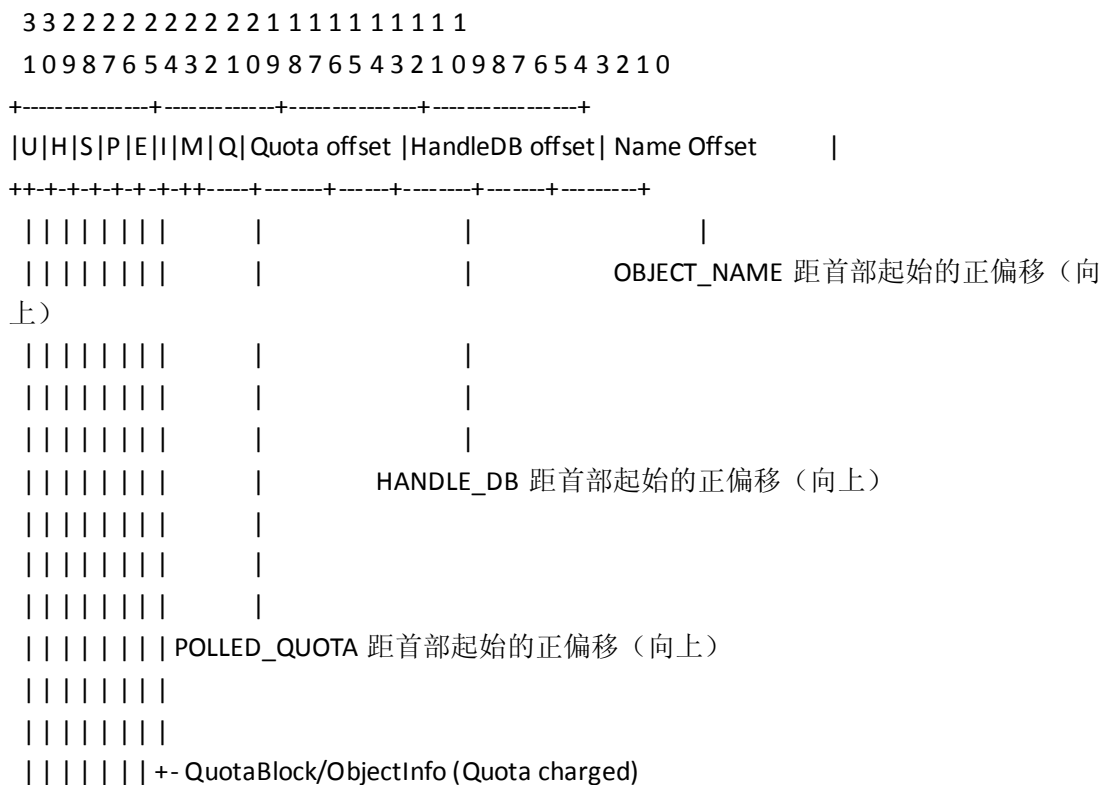 3 3 2 2 2 2 2 2 2 2 2 2 1 1 1 1 1 1 1 1 1 1
1 0 9 8 7 6 5 4 3 2 1 0 9 8 7 6 5 4 3 2 1 0 9 8 7 6 5 4 3 2 1 0
+---------------+-------------+---------------+-----------------+
|U|H|S|P|E|I|M|Q|Quota offset |HandleDB offset| Name Offset |
++-+-+-+-+-+-+-++-----+-------+------+--------+-------+---------+
| | | | | | | | | | |
| | | | | | | | | | OBJECT_NAME 距首部起始的正偏移（向
上）
| | | | | | | | | |
| | | | | | | | | |
| | | | | | | | | |
| | | | | | | | | HANDLE_DB 距首部起始的正偏移（向上）
| | | | | | | | |
| | | | | | | | |
| | | | | | | | |
| | | | | | | | POLLED_QUOTA 距首部起始的正偏移（向上）
| | | | | | | |
| | | | | | | |
| | | | | | | +- QuotaBlock/ObjectInfo (Quota charged)